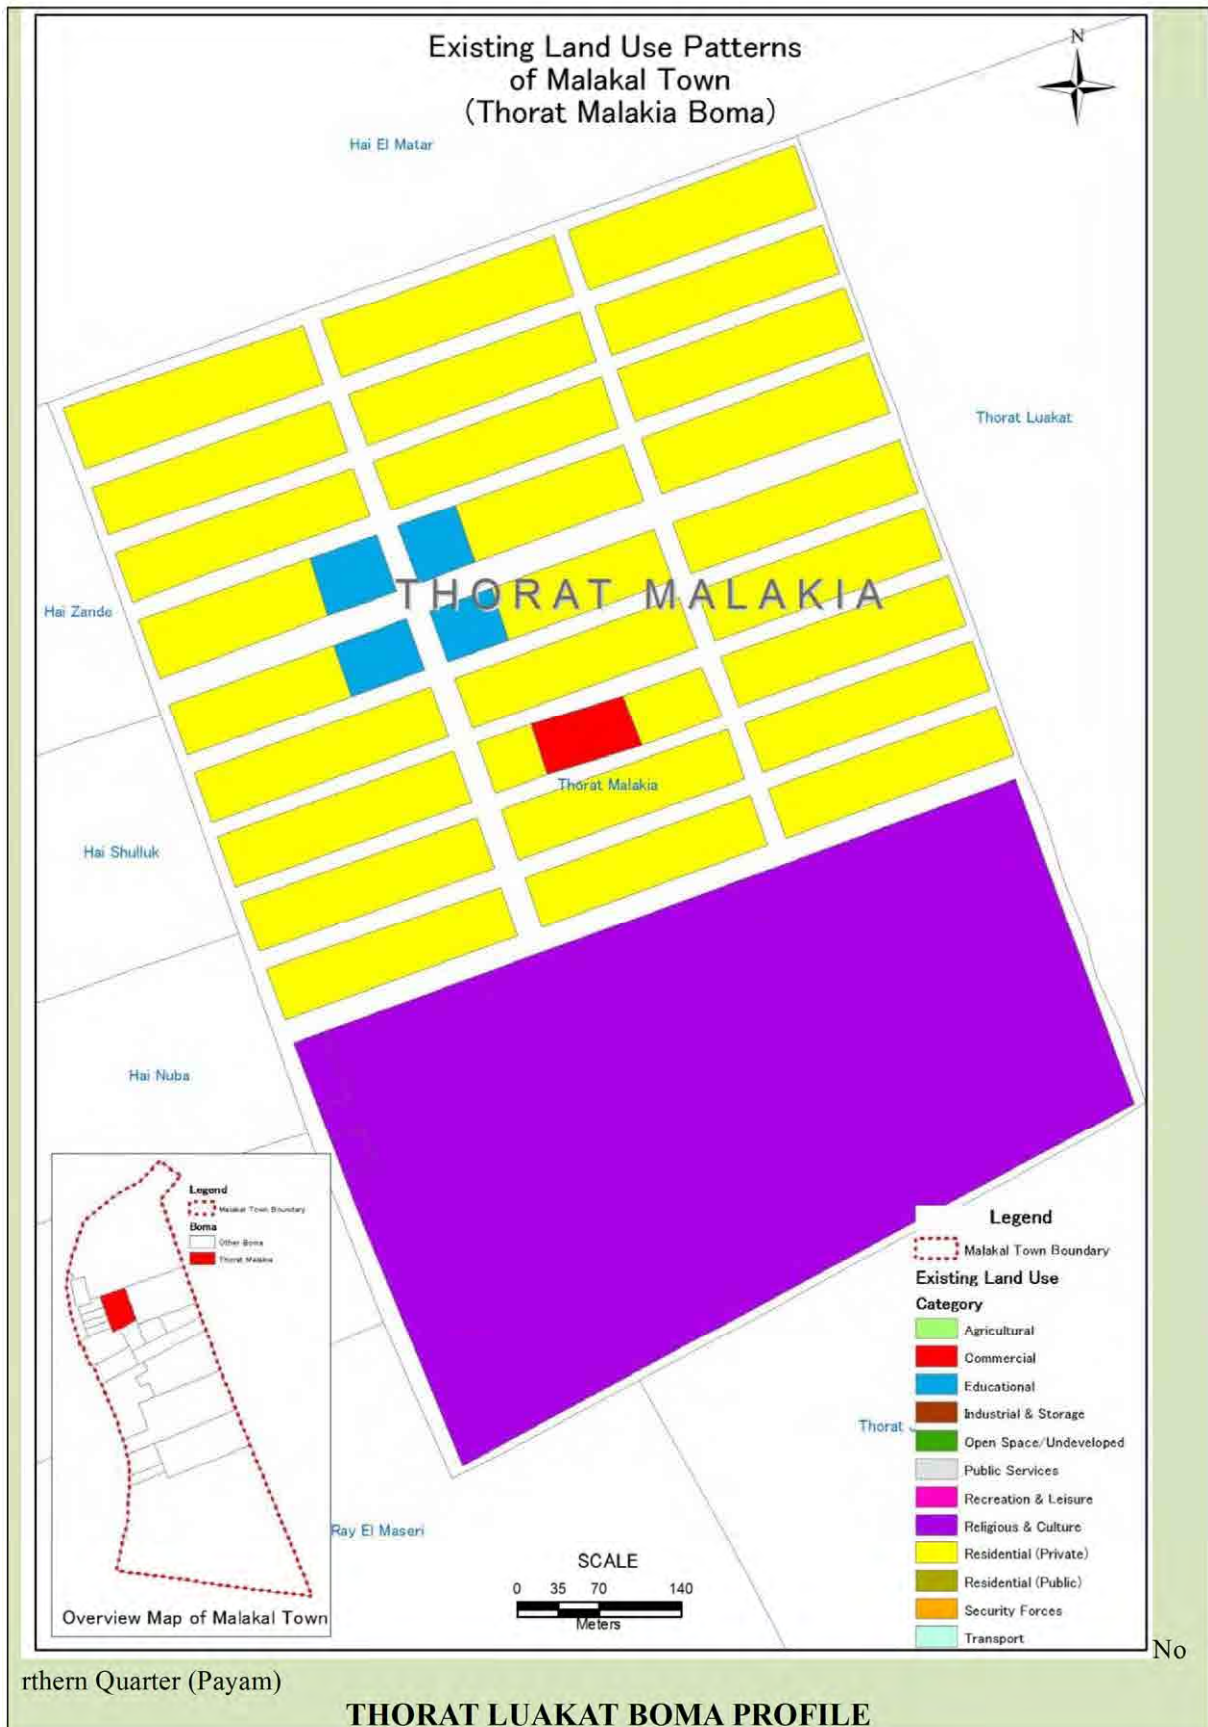 Existing Land Use Patterns
of Malakal Town
(Thorat Malakia Boma)
N
Hai El Matar
Thorat Luakat
Hai Zande
THORAT MALAKIA
Thorat Malakia
Hai Shulluk
Hai Nuba
Legend
Malakal Town Boundary
Boma
Other Boma
Thorat Malakia
Overview Map of Malakal Town
Ray El Maseri
Thorat
SCALE
0 35 70 140
Meters
Legend
Malakal Town Boundary
Existing Land Use
Category
Agricultural
Commercial
Educational
Industrial & Storage
Open Space/Undeveloped
Public Services
Recreation & Leisure
Religious & Culture
Residential (Private)
Residential (Public)
Security Forces
Transport
No
rthern Quarter (Payam)
THORAT LUAKAT BOMA PROFILE